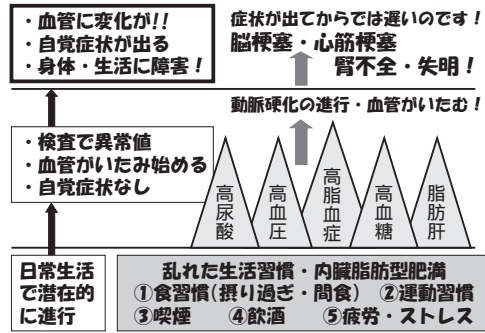 ・血管に変化が!!
・自覚症状が出る
・身体・生活に障害！
症状が出てからでは遅いのです！
脳梗塞・心筋梗塞
腎不全・失明！
動脈硬化の進行・血管がいたむ！
・検査で異常値
・血管がいたみ始める
・自覚症状なし
高尿酸
高血圧
高脂血症
高血糖
脂肪肝
日常生活
で潜在的
に進行
乱れた生活習慣・内臓脂肪型肥満
①食習慣(摂り過ぎ・間食)　②運動習慣
③喫煙　④飲酒　⑤疲労・ストレス